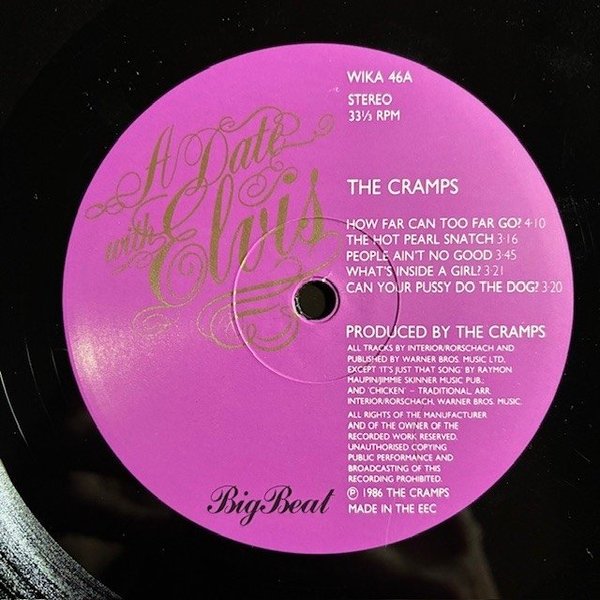 WIKA 46A
STEREO
33⅓ RPM
A Date
with
Elvis
THE CRAMPS
HOW FAR CAN TOO FAR GO? 4·10
THE HOT PEARL SNATCH 3·16
PEOPLE AIN'T NO GOOD 3·45
WHAT'S INSIDE A GIRL? 3·21
CAN YOUR PUSSY DO THE DOG? 3·20
PRODUCED BY THE CRAMPS
ALL TRACKS BY INTERIOR/RORSCHACH AND
PUBLISHED BY WARNER BROS. MUSIC LTD.
EXCEPT 'IT'S JUST THAT SONG' BY RAYMON
MAUPIN/JIMMIE SKINNER MUSIC PUB.;
AND 'CHICKEN' – TRADITIONAL, ARR.
INTERIOR/RORSCHACH, WARNER BROS. MUSIC.
ALL RIGHTS OF THE MANUFACTURER
AND OF THE OWNER OF THE
RECORDED WORK RESERVED.
UNAUTHORISED COPYING
PUBLIC PERFORMANCE AND
BROADCASTING OF THIS
RECORDING PROHIBITED.
℗ 1986 THE CRAMPS
MADE IN THE EEC
Big Beat